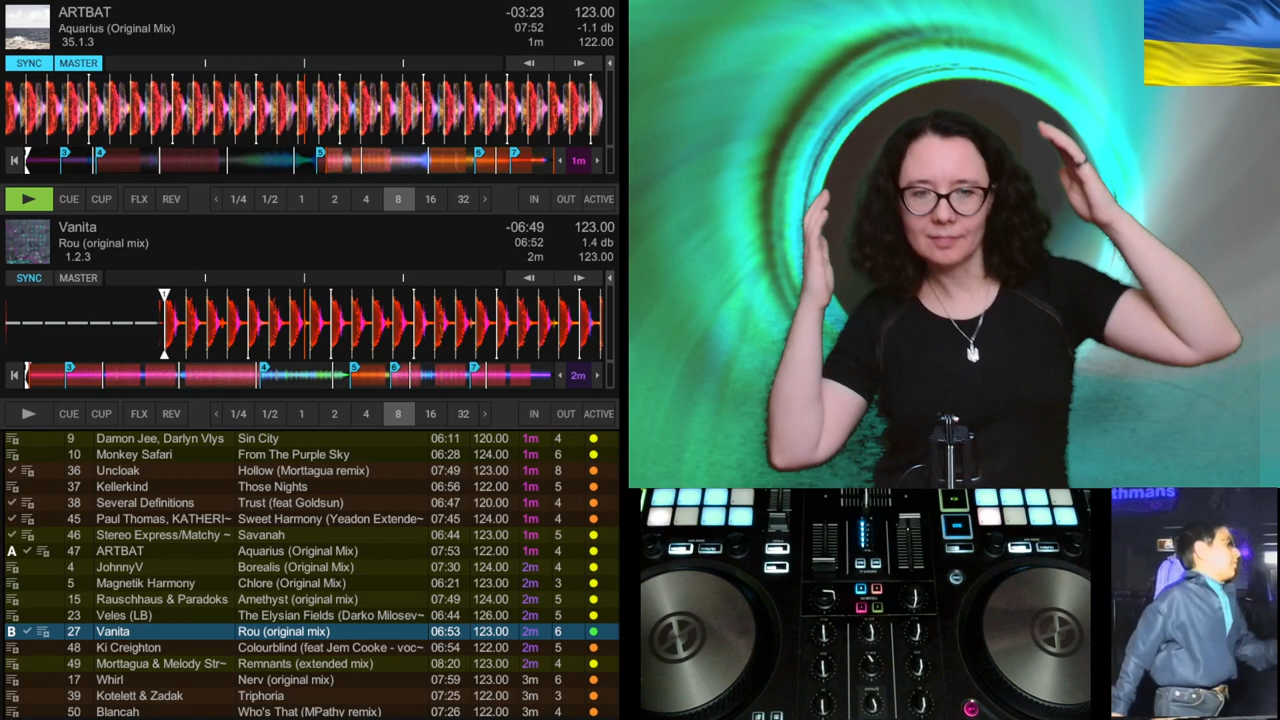 ARTBAT -03:23 123.00
Aquarius (Original Mix) 07:52 -1.1 db
35.1.3 1m 122.00
SYNC MASTER
3 4 5 6 7 1m
CUE CUP FLX REV 1/4 1/2 1 2 4 8 16 32 IN OUT ACTIVE
Vanita -06:49 123.00
Rou (original mix) 06:52 1.4 db
1.2.3 2m 123.00
SYNC MASTER
1
3 4 5 6 7 2m
CUE CUP FLX REV 1/4 1/2 1 2 4 8 16 32 IN OUT ACTIVE
9 Damon Jee, Darlyn Vlys Sin City 06:11 120.00 1m 4
10 Monkey Safari From The Purple Sky 06:28 124.00 1m 6
36 Uncloak Hollow (Morttagua remix) 07:49 123.00 1m 8
37 Kellerkind Those Nights 06:56 122.00 1m 5
38 Several Definitions Trust (feat Goldsun) 06:47 120.00 1m 4
45 Paul Thomas, KATHERI~ Sweet Harmony (Yeadon Extende~ 07:45 124.00 1m 4
46 Stereo Express/Matchy ~ Savanah 06:44 123.00 1m 5
A 47 ARTBAT Aquarius (Original Mix) 07:53 122.00 1m 4
4 JohnnyV Borealis (Original Mix) 07:30 124.00 2m 4
5 Magnetik Harmony Chlore (Original Mix) 06:21 123.00 2m 3
15 Rauschhaus & Paradoks Amethyst (original mix) 07:49 124.00 2m 5
23 Veles (LB) The Elysian Fields (Darko Milosev~ 06:44 126.00 2m 5
B 27 Vanita Rou (original mix) 06:53 123.00 2m 6
48 Ki Creighton Colourblind (feat Jem Cooke - voc~ 06:54 122.00 2m 5
49 Morttagua & Melody Str~ Remnants (extended mix) 08:20 123.00 2m 4
17 Whirl Nerv (original mix) 07:59 123.00 3m 6
39 Kotelett & Zadak Triphoria 07:25 122.00 3m 3
50 Blancah Who's That (MPathy remix) 07:26 122.00 3m 4
thmans